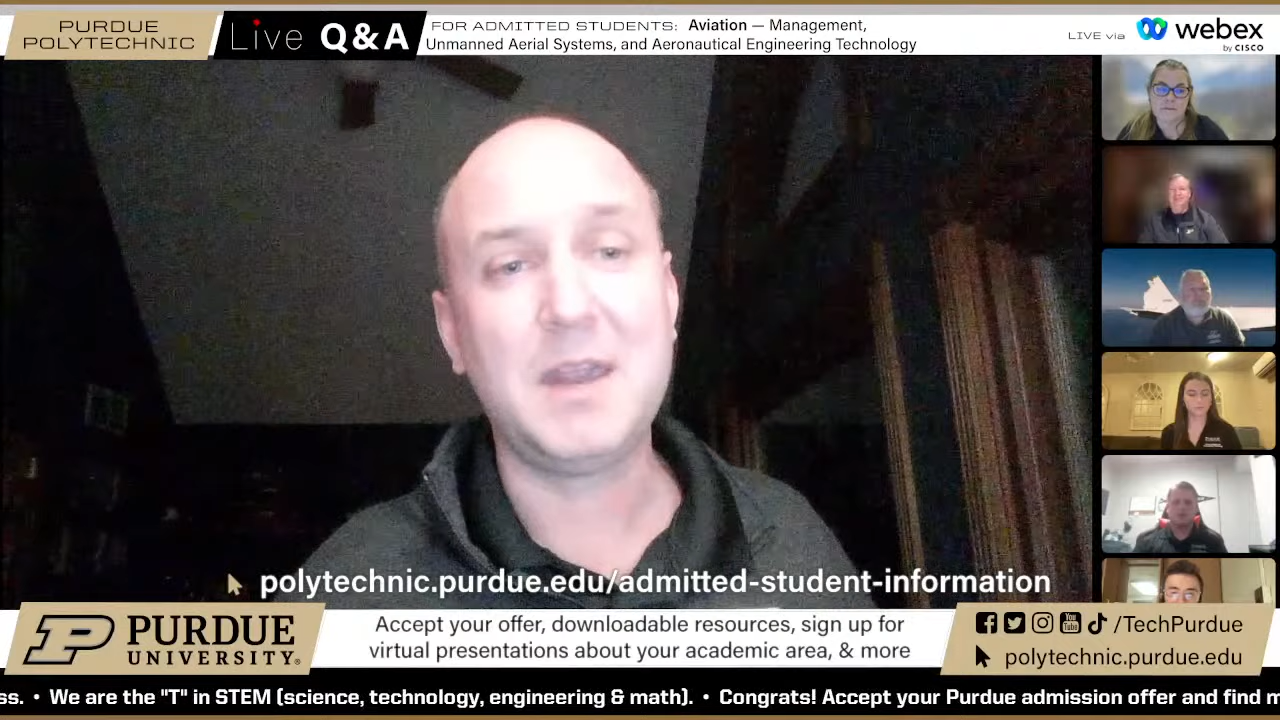 PURDUE
POLYTECHNIC
Live Q&A
FOR ADMITTED STUDENTS: Aviation — Management,
Unmanned Aerial Systems, and Aeronautical Engineering Technology
LIVE via
webex
by CISCO
polytechnic.purdue.edu/admitted-student-information
P PURDUE
UNIVERSITY®
Accept your offer, downloadable resources, sign up for
virtual presentations about your academic area, & more
You Tube
/TechPurdue
polytechnic.purdue.edu
ss. • We are the "T" in STEM (science, technology, engineering & math). • Congrats! Accept your Purdue admission offer and find m